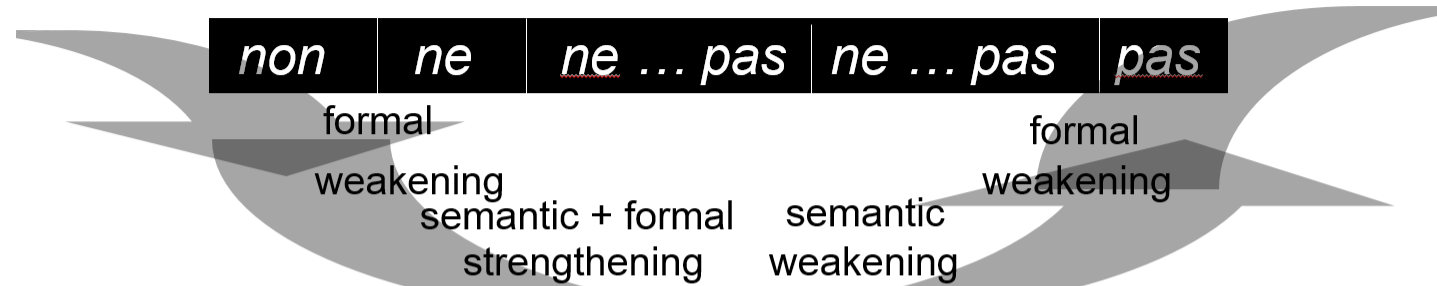 non ne ne … pas ne … pas pas
formal
weakening
semantic + formal
strengthening
semantic
weakening
formal
weakening